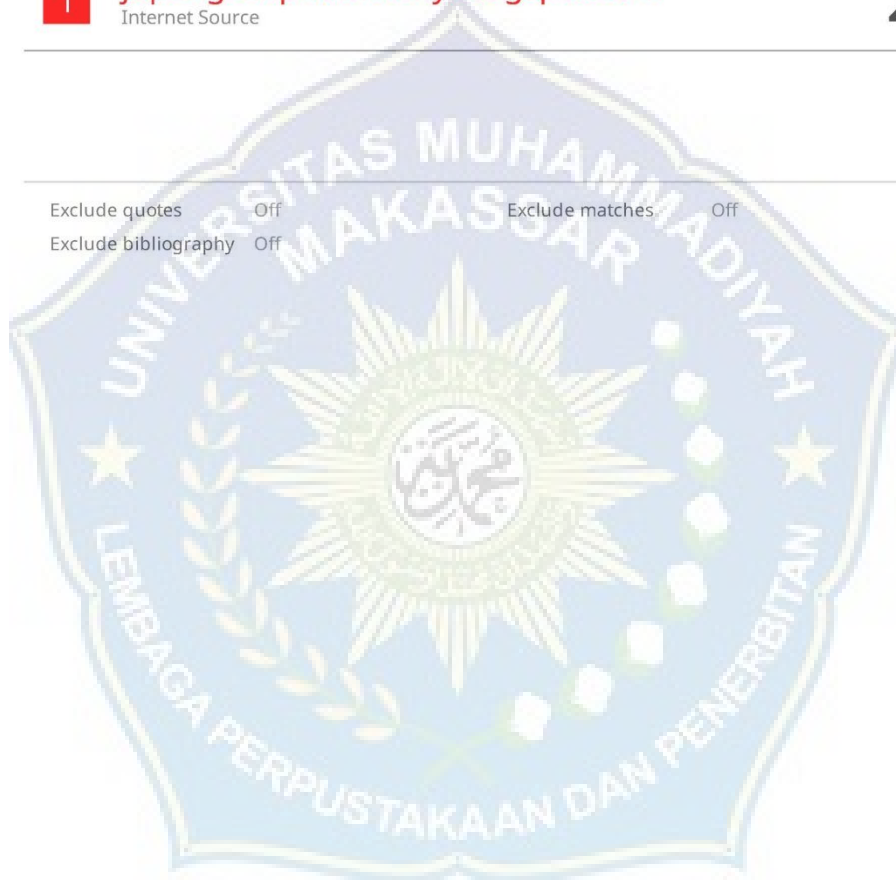 Internet Source
Exclude quotes Off Exclude matches Off
Exclude bibliography Off
UNIVERSITAS MUHAMMADIYAH
MAKASSAR
LEMBAGA PERPUSTAKAAN DAN PENERBITAN